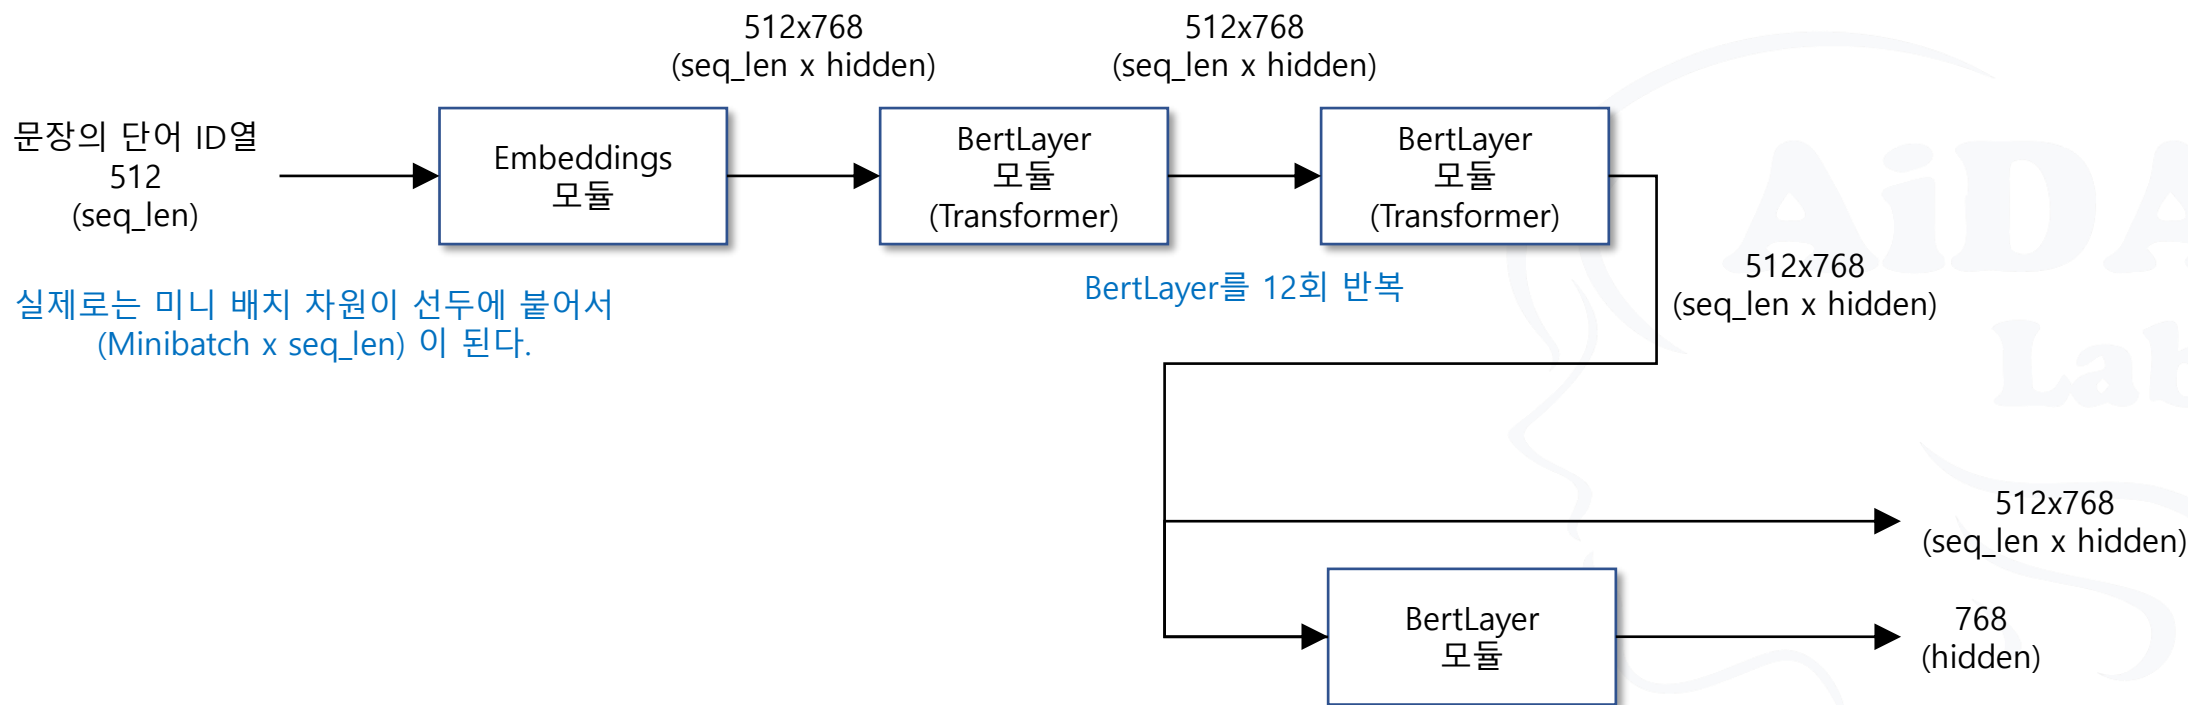 512x768
(seq_len x hidden)
512x768
(seq_len x hidden)
문장의 단어 ID열
512
(seq_len)
Embeddings
모듈
BertLayer
모듈
(Transformer)
BertLayer
모듈
(Transformer)
실제로는 미니 배치 차원이 선두에 붙어서
(Minibatch x seq_len) 이 된다.
BertLayer를 12회 반복
512x768
(seq_len x hidden)
512x768
(seq_len x hidden)
BertLayer
모듈
768
(hidden)